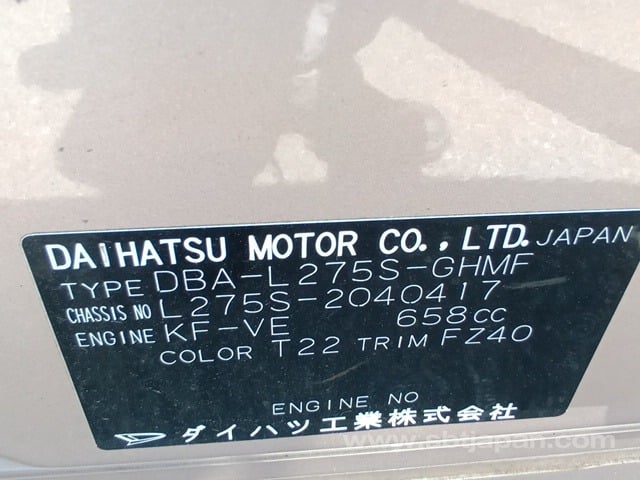 DAIHATSU MOTOR CO., LTD. JAPAN
TYPE DBA-L275S-GHMF
CHASSIS NO L275S-2040417
ENGINE KF-VE 658CC
COLOR T22 TRIM FZ40
ENGINE NO
ダイハツ工業株式会社
www.sbtjapan.com